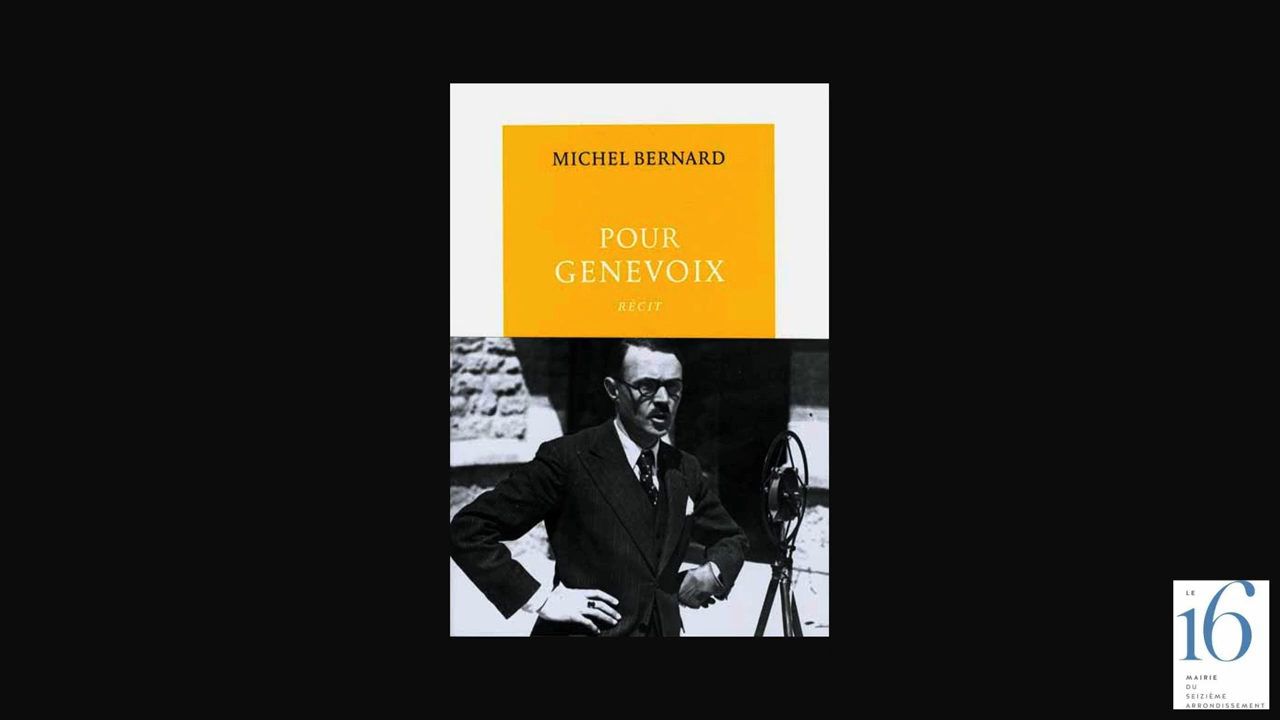 MICHEL BERNARD
POUR
GENEVOIX
RÉCIT
LE
16
MAIRIE
DU
SEIZIÈME
ARRONDISSEMENT